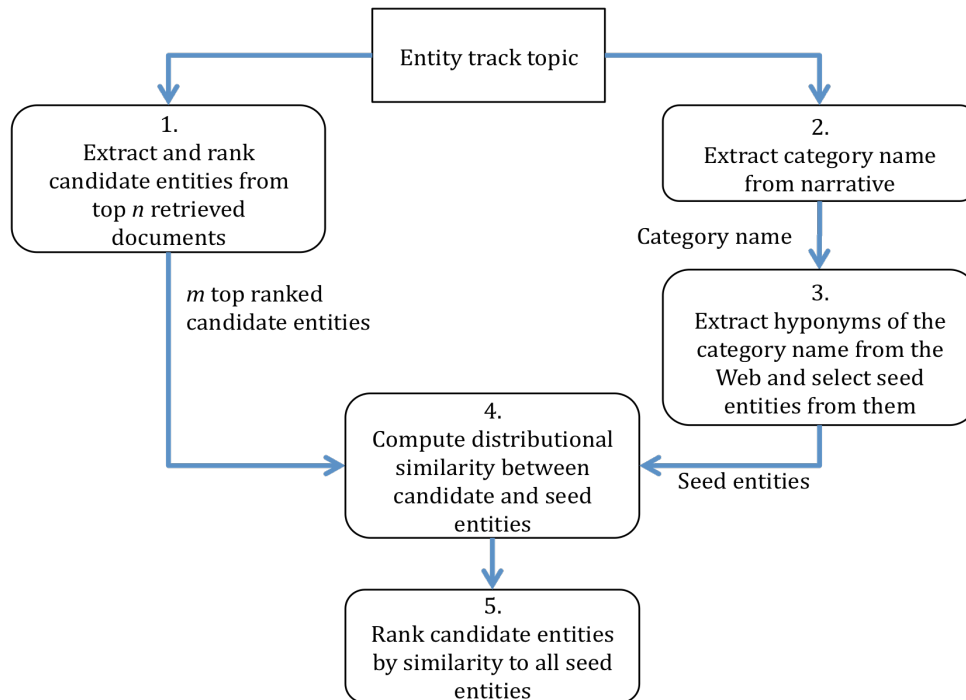 Entity track topic
1.
Extract and rank
candidate entities from
top n retrieved
documents
2.
Extract category name
from narrative
Category name
m top ranked
candidate entities
3.
Extract hyponyms of the
category name from the
Web and select seed
entities from them
4.
Compute distributional
similarity between
candidate and seed
entities
Seed entities
5.
Rank candidate entities
by similarity to all seed
entities